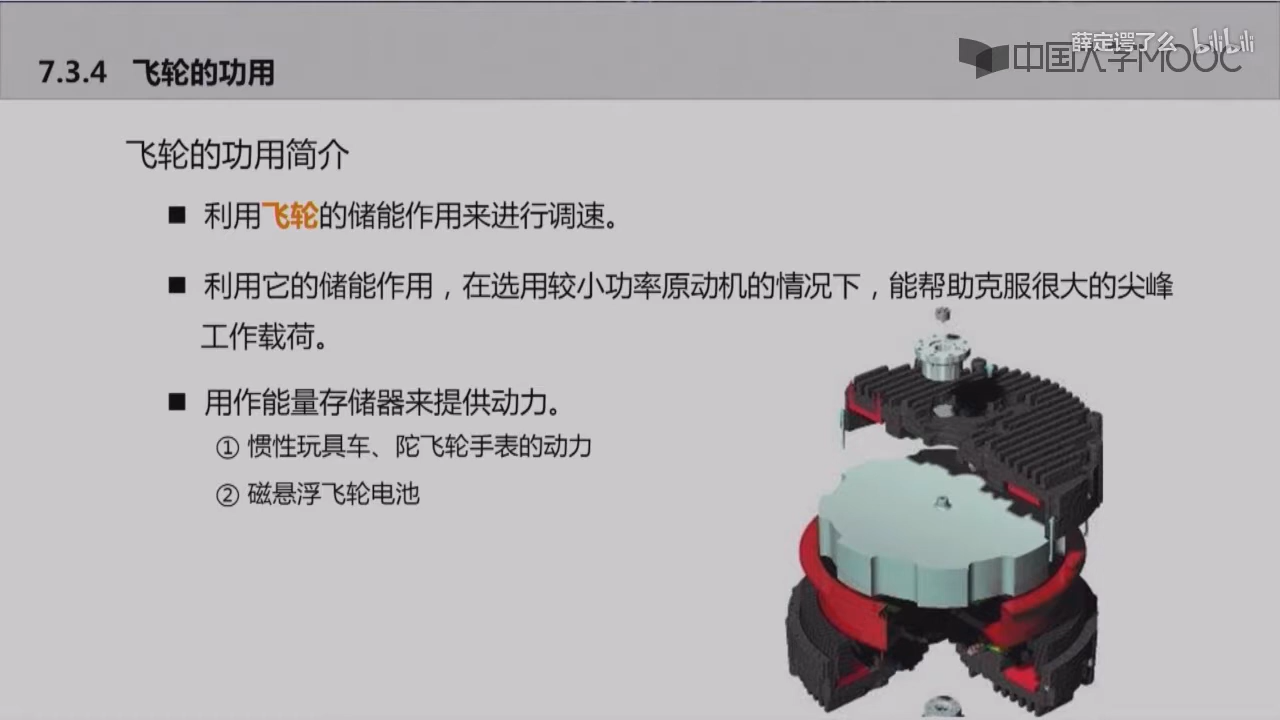 薛定谔了么 bilibili
中国大学MOOC
7.3.4 飞轮的功用
飞轮的功用简介
■ 利用飞轮的储能作用来进行调速。
■ 利用它的储能作用，在选用较小功率原动机的情况下，能帮助克服很大的尖峰
工作载荷。
■ 用作能量存储器来提供动力。
① 惯性玩具车、陀飞轮手表的动力
② 磁悬浮飞轮电池